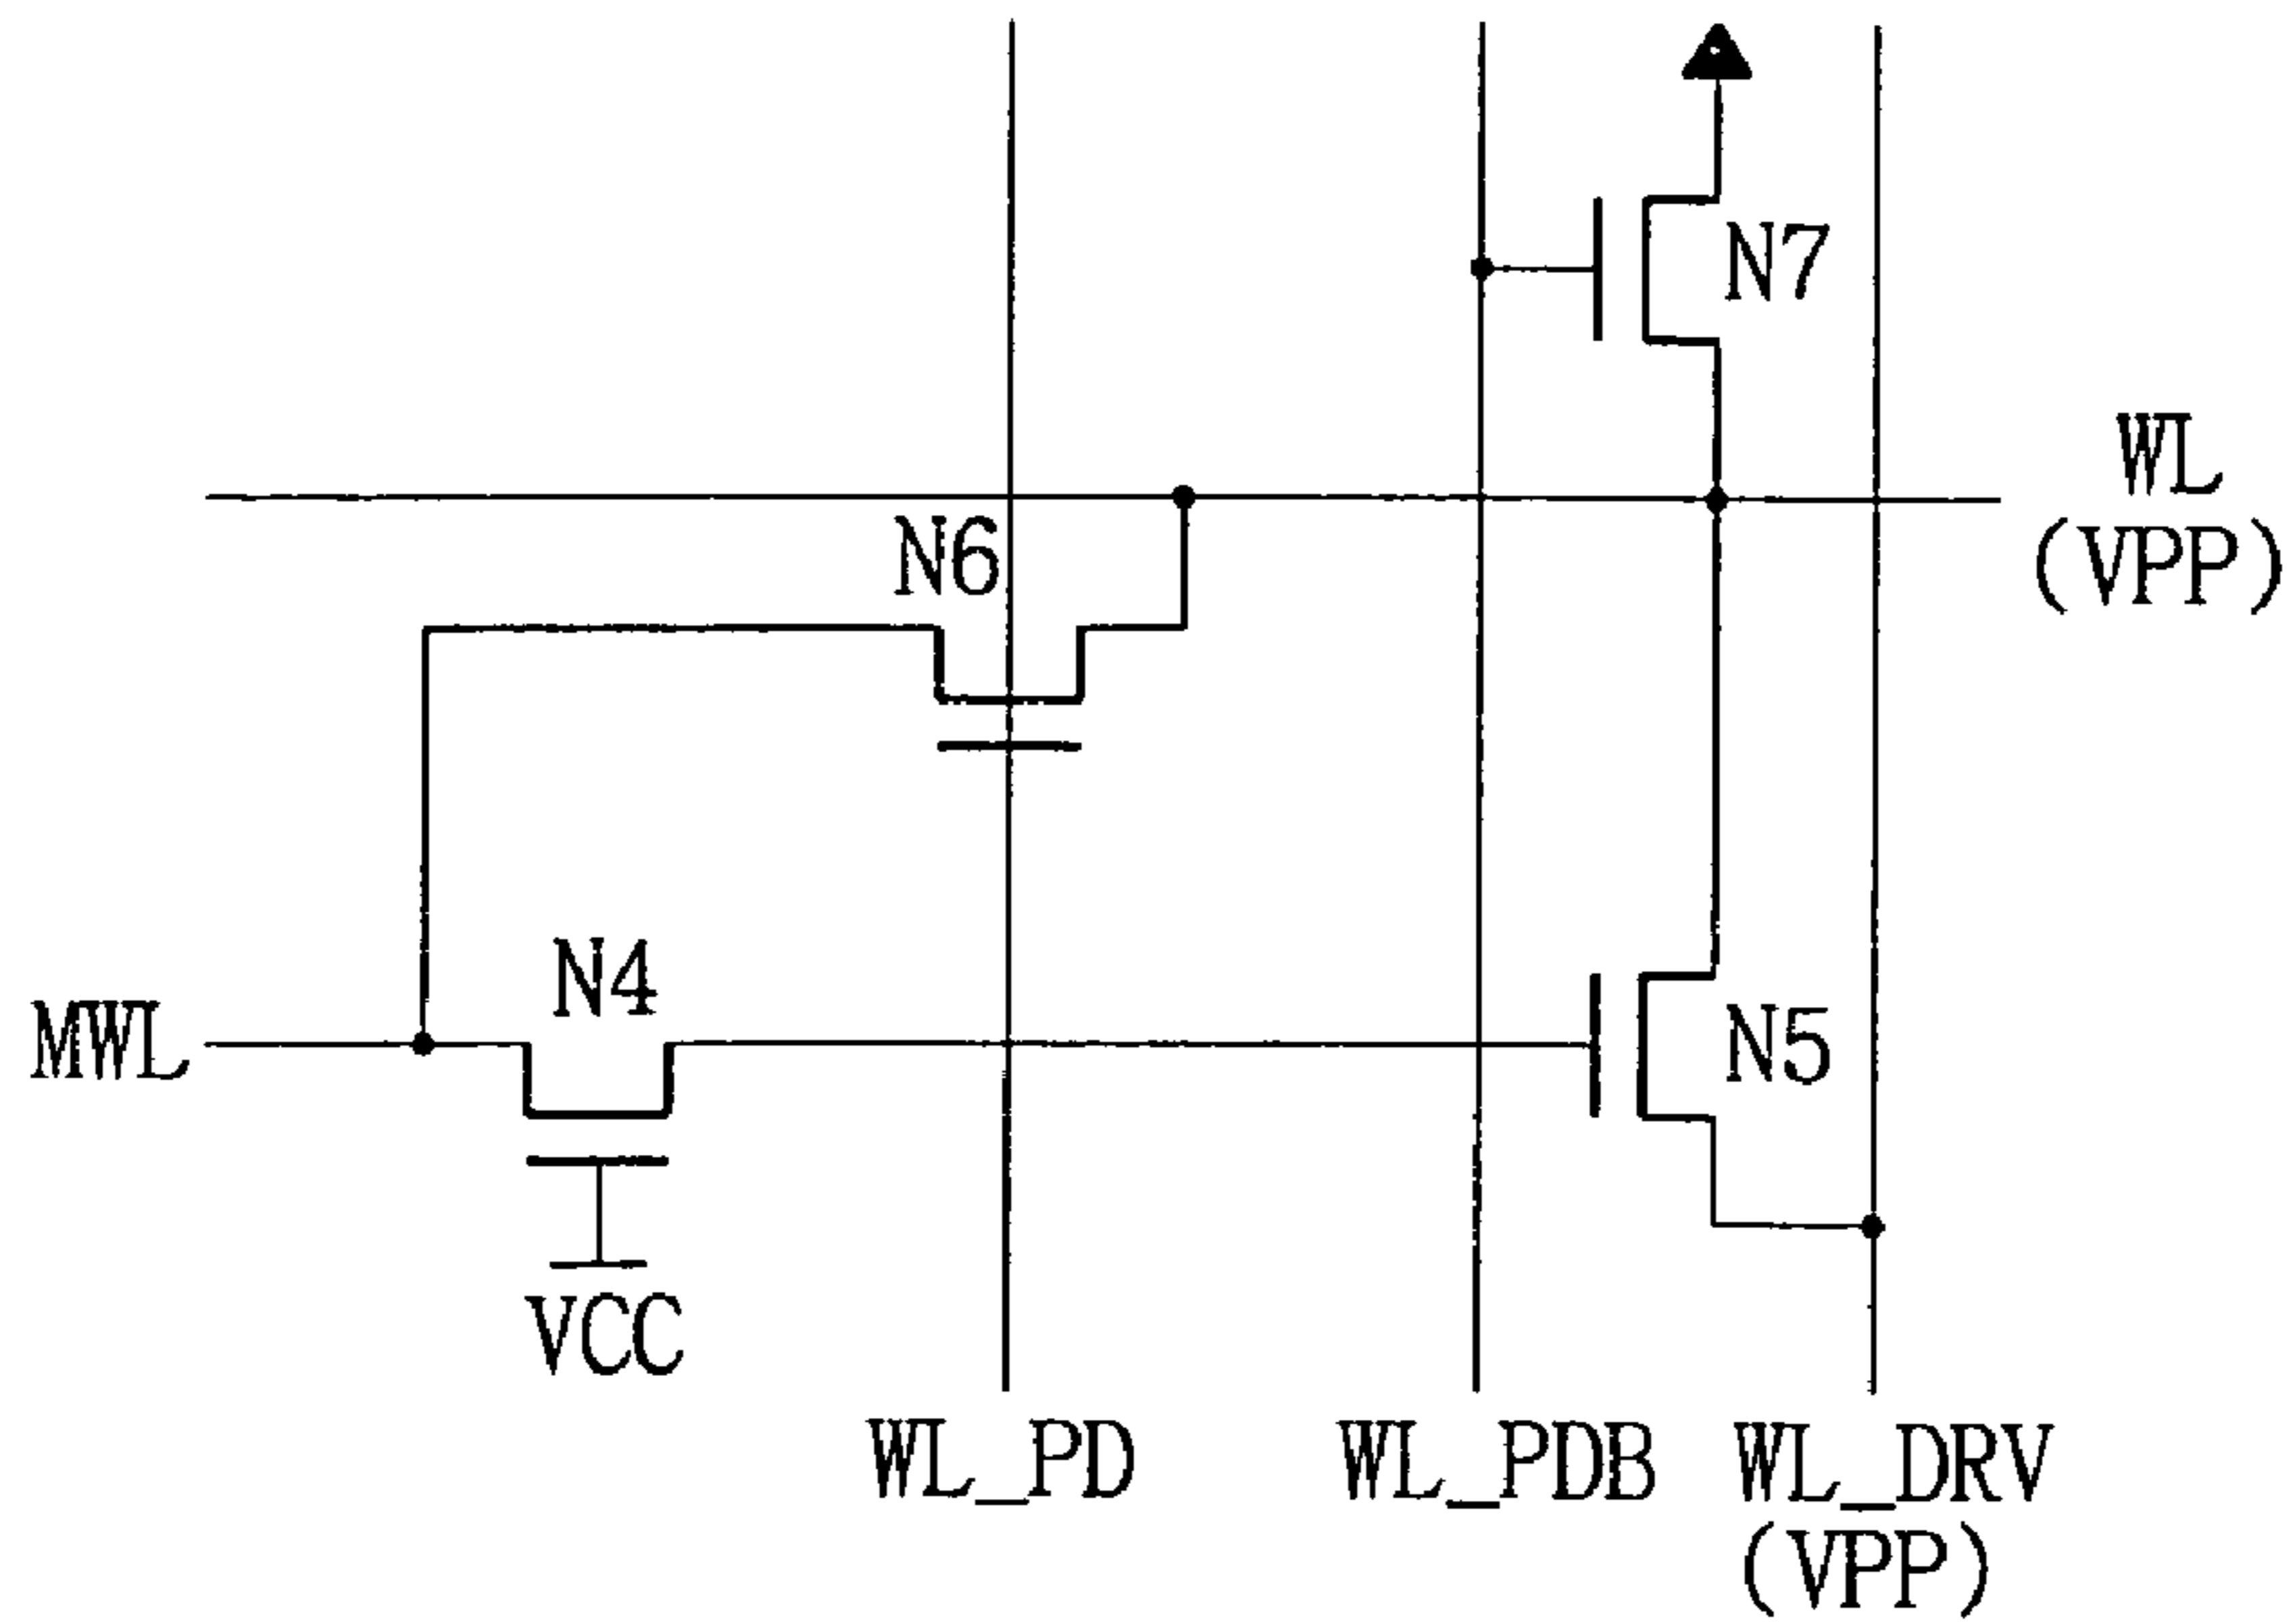 N7
WL
(VPP)
N6
N4
MWL
N5
VCC
WL_PD
WL_PDB
WL_DRV
(VPP)